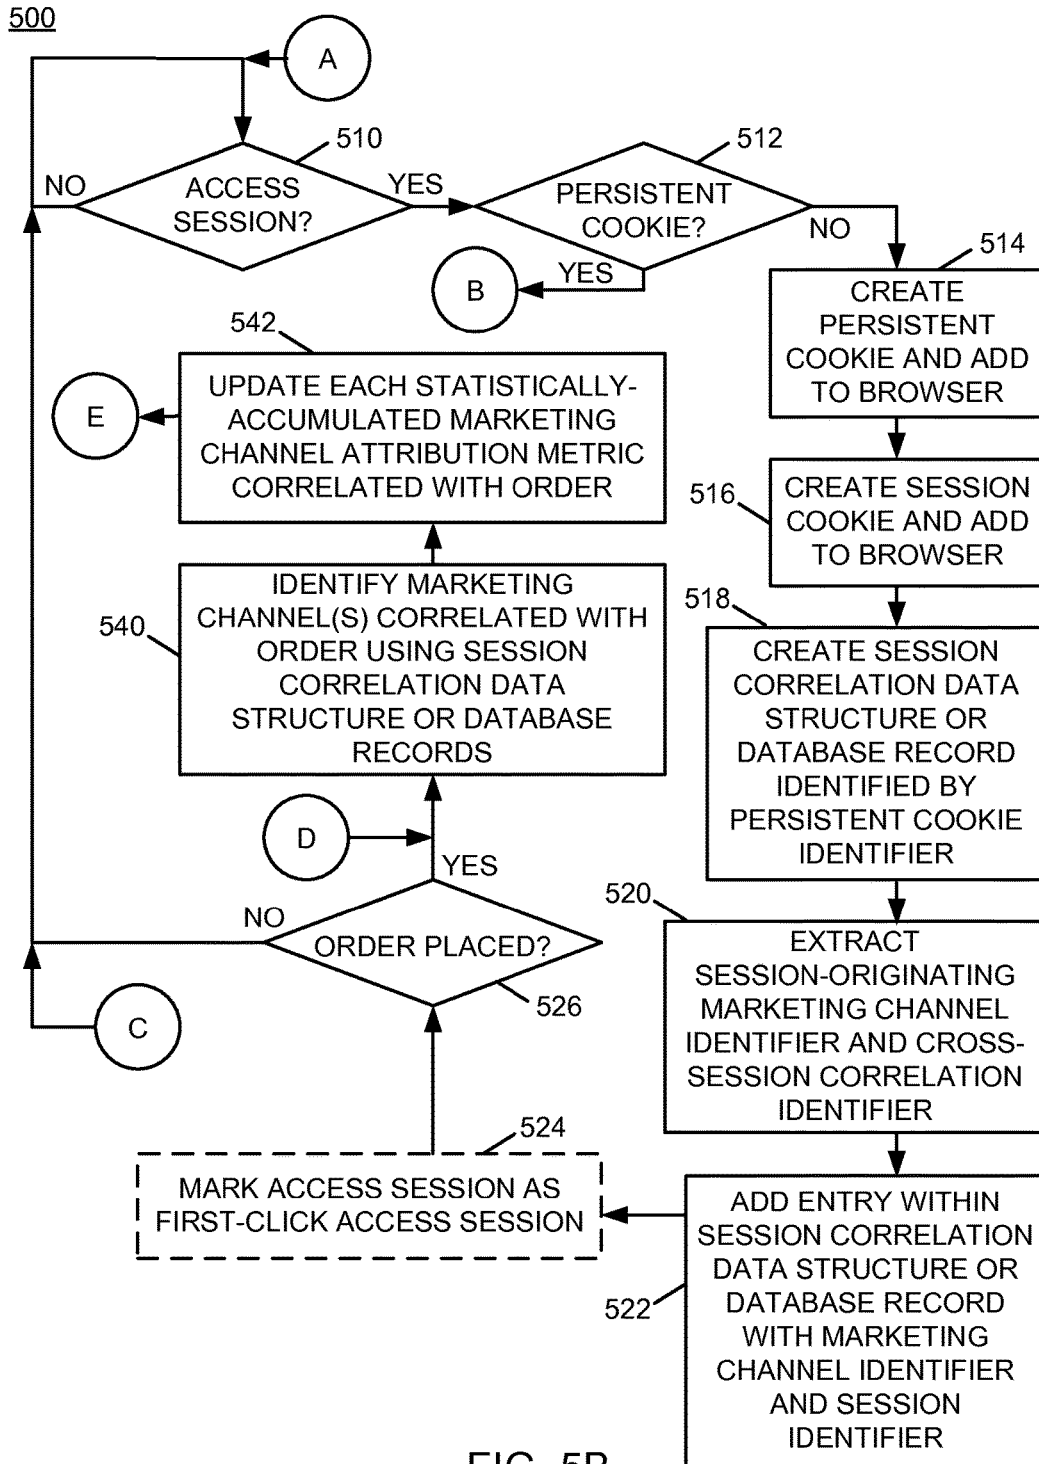 500
A
510
ACCESS
SESSION?
NO
YES
512
PERSISTENT
COOKIE?
NO
YES
B
514
CREATE
PERSISTENT
COOKIE AND ADD
TO BROWSER
542
UPDATE EACH STATISTICALLY-
ACCUMULATED MARKETING
CHANNEL ATTRIBUTION METRIC
CORRELATED WITH ORDER
E
516
CREATE SESSION
COOKIE AND ADD
TO BROWSER
540
IDENTIFY MARKETING
CHANNEL(S) CORRELATED WITH
ORDER USING SESSION
CORRELATION DATA
STRUCTURE OR DATABASE
RECORDS
518
CREATE SESSION
CORRELATION DATA
STRUCTURE OR
DATABASE RECORD
IDENTIFIED BY
PERSISTENT COOKIE
IDENTIFIER
D
YES
NO
ORDER PLACED?
526
C
520
EXTRACT
SESSION-ORIGINATING
MARKETING CHANNEL
IDENTIFIER AND CROSS-
SESSION CORRELATION
IDENTIFIER
524
MARK ACCESS SESSION AS
FIRST-CLICK ACCESS SESSION
522
ADD ENTRY WITHIN
SESSION CORRELATION
DATA STRUCTURE OR
DATABASE RECORD
WITH MARKETING
CHANNEL IDENTIFIER
AND SESSION
IDENTIFIER
FIG. 5B